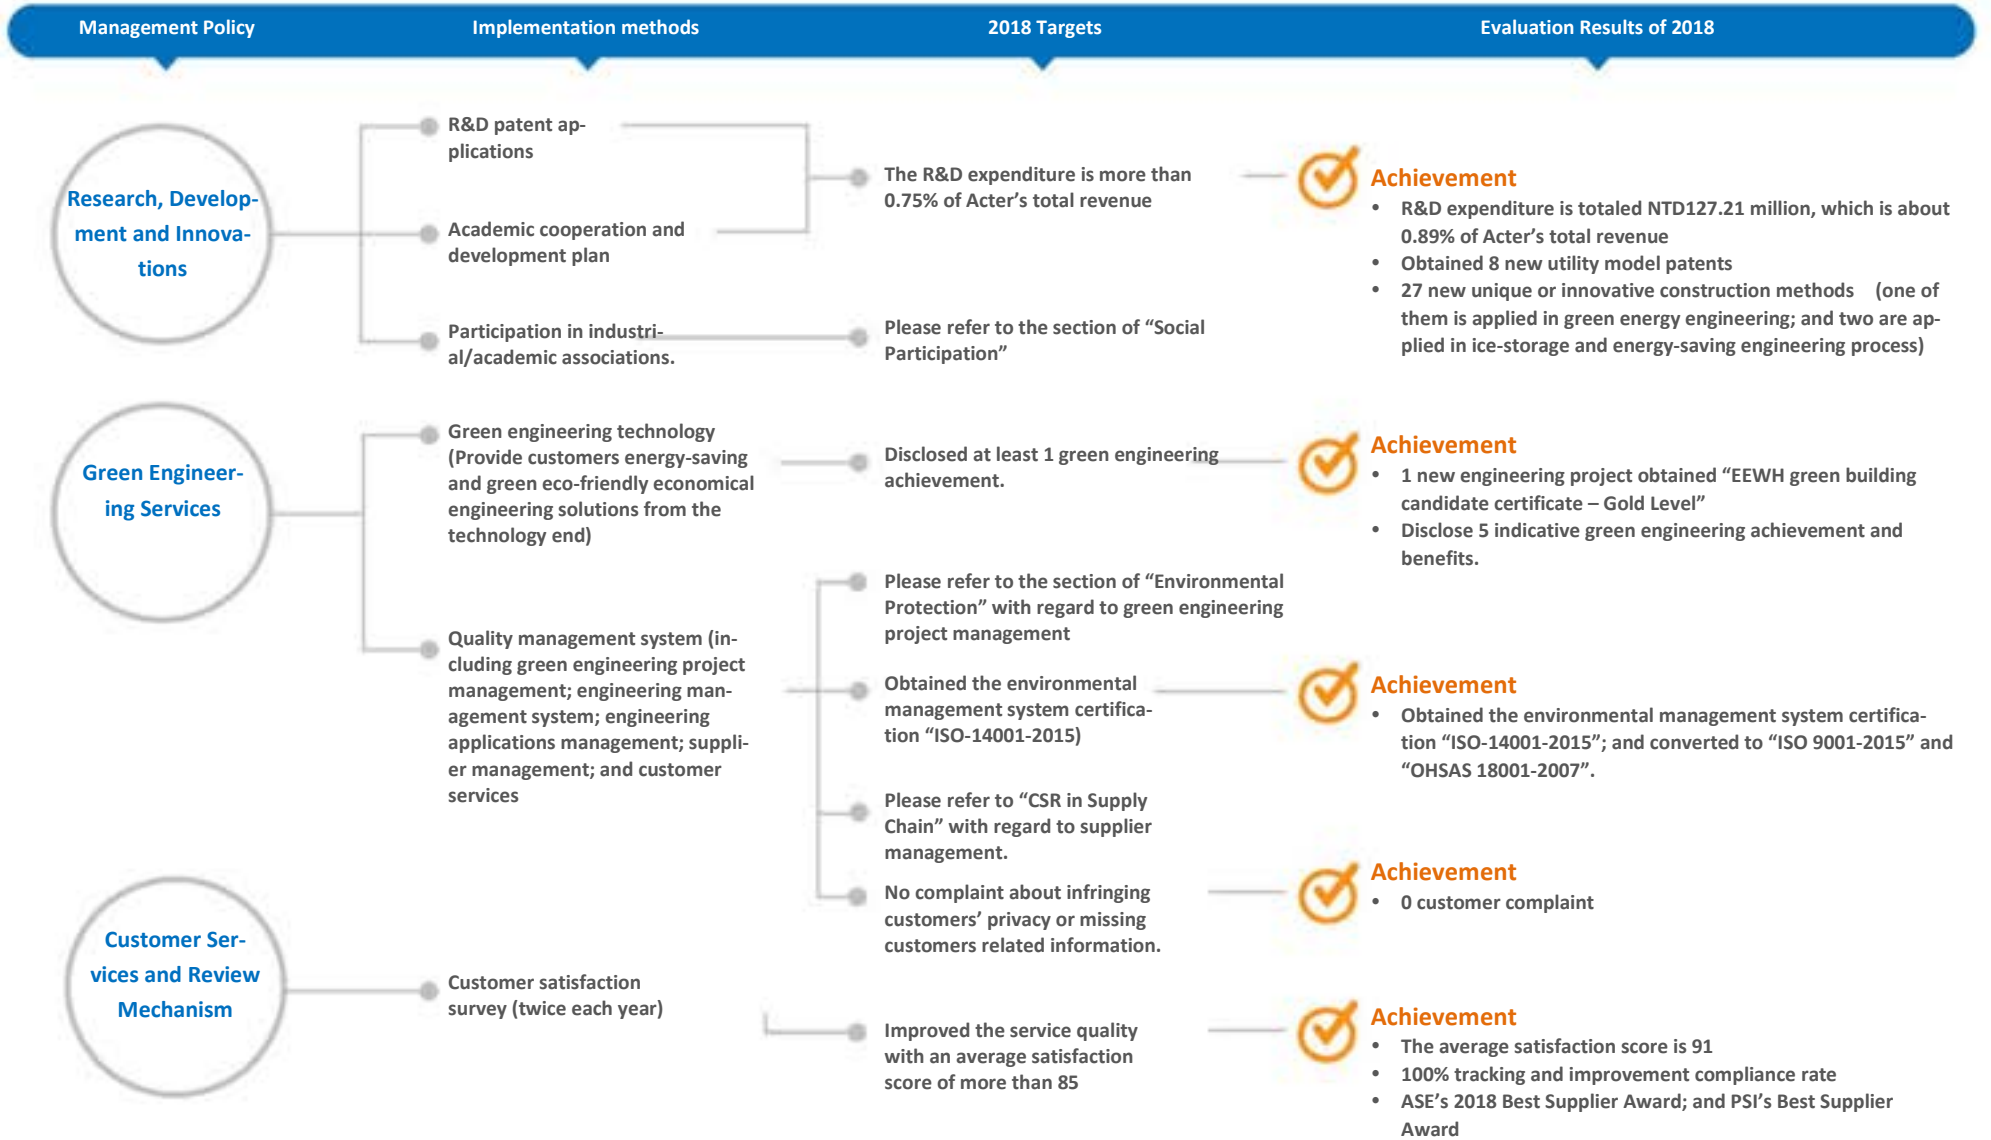 Management Policy
Implementation methods
2018 Targets
Evaluation Results of 2018
Research, Develop-
ment and Innova-
tions
R&D patent ap-
plications
Academic cooperation and
development plan
Participation in industri-
al/academic associations.
The R&D expenditure is more than
0.75% of Acter's total revenue
Please refer to the section of “Social
Participation”
Achievement
• R&D expenditure is totaled NTD127.21 million, which is about
0.89% of Acter's total revenue
• Obtained 8 new utility model patents
• 27 new unique or innovative construction methods (one of
them is applied in green energy engineering; and two are ap-
plied in ice-storage and energy-saving engineering process)
Green Engineer-
ing Services
Green engineering technology
(Provide customers energy-saving
and green eco-friendly economical
engineering solutions from the
technology end)
Disclosed at least 1 green engineering
achievement.
Achievement
• 1 new engineering project obtained “EEWH green building
candidate certificate – Gold Level”
• Disclose 5 indicative green engineering achievement and
benefits.
Quality management system (in-
cluding green engineering project
management; engineering man-
agement system; engineering
applications management; suppli-
er management; and customer
services
Please refer to the section of “Environmental
Protection” with regard to green engineering
project management
Obtained the environmental
management system certifica-
tion “ISO-14001-2015)
Achievement
• Obtained the environmental management system certifica-
tion “ISO-14001-2015”; and converted to “ISO 9001-2015” and
“OHSAS 18001-2007”.
Please refer to “CSR in Supply
Chain” with regard to supplier
management.
No complaint about infringing
customers' privacy or missing
customers related information.
Achievement
• 0 customer complaint
Customer Ser-
vices and Review
Mechanism
Customer satisfaction
survey (twice each year)
Improved the service quality
with an average satisfaction
score of more than 85
Achievement
• The average satisfaction score is 91
• 100% tracking and improvement compliance rate
• ASE's 2018 Best Supplier Award; and PSI's Best Supplier
Award